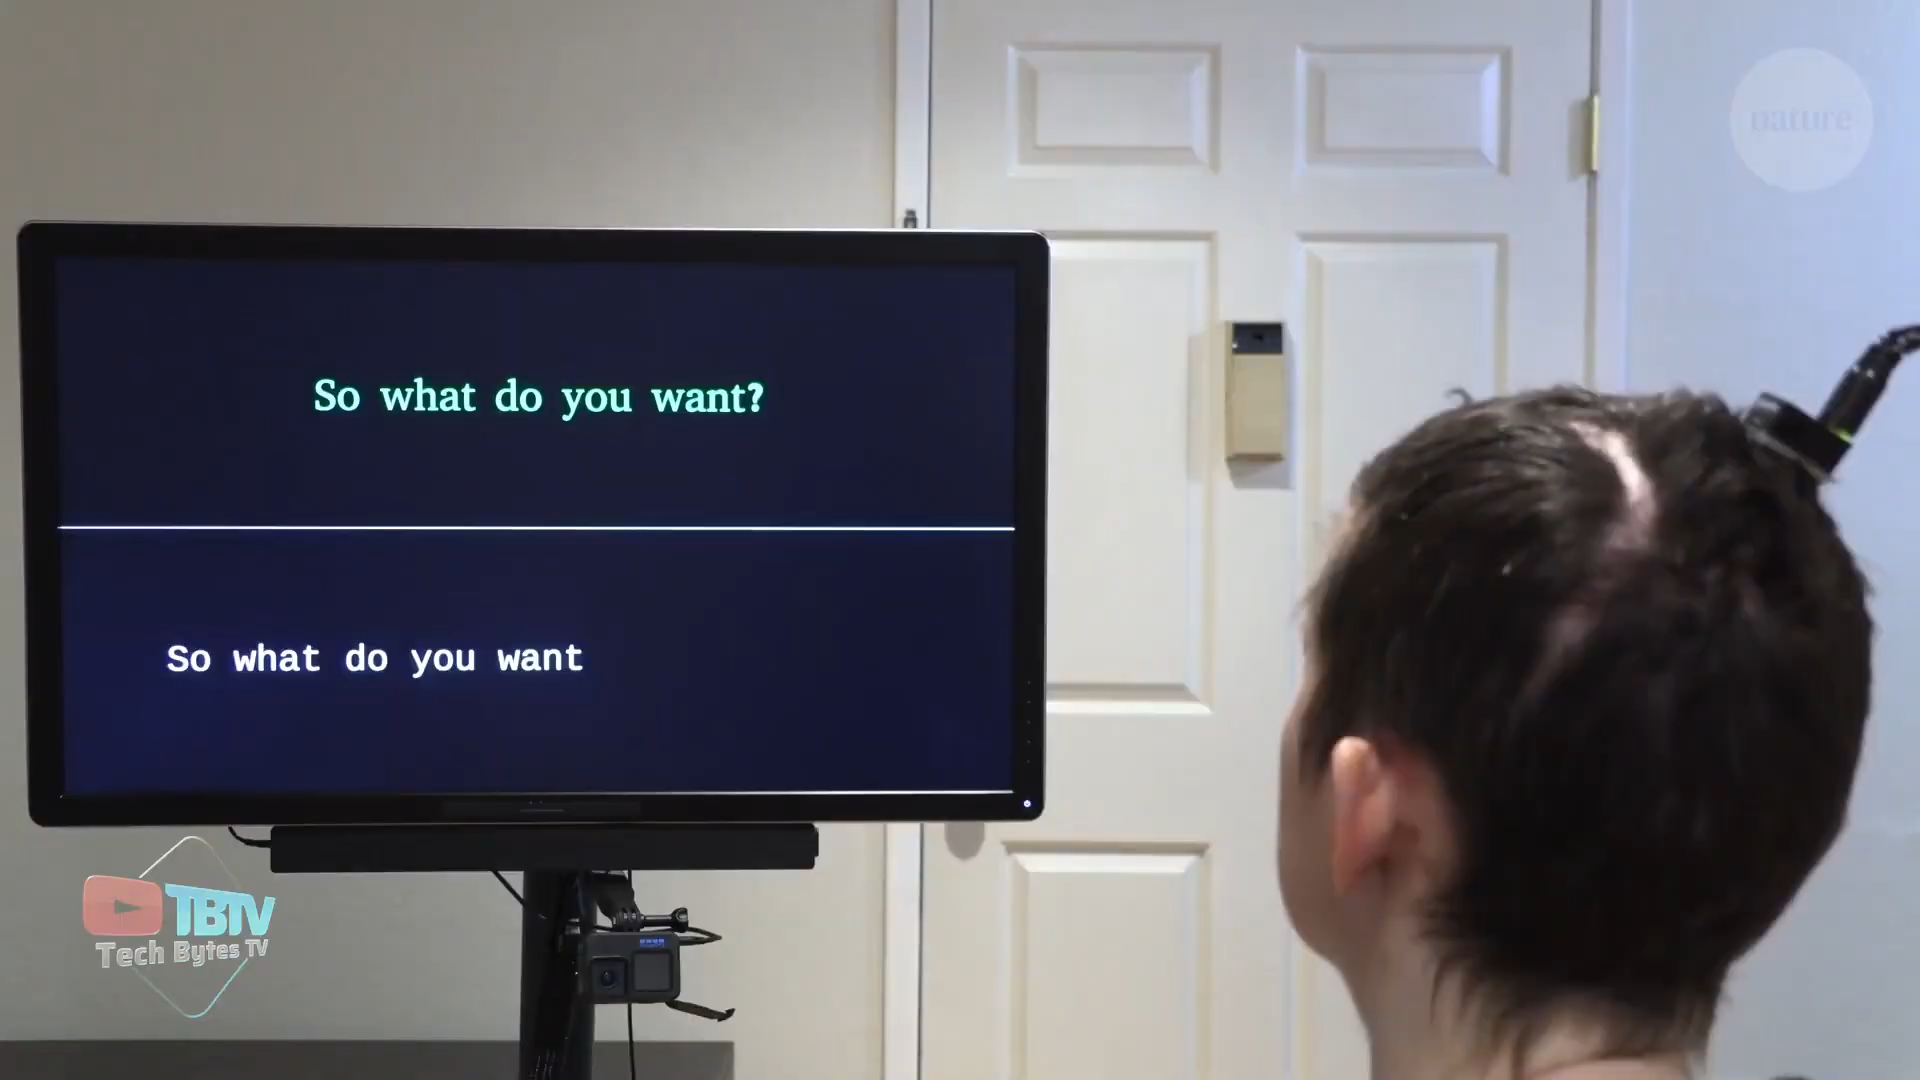 nature
So what do you want?
So what do you want
TBTV
Tech Bytes TV